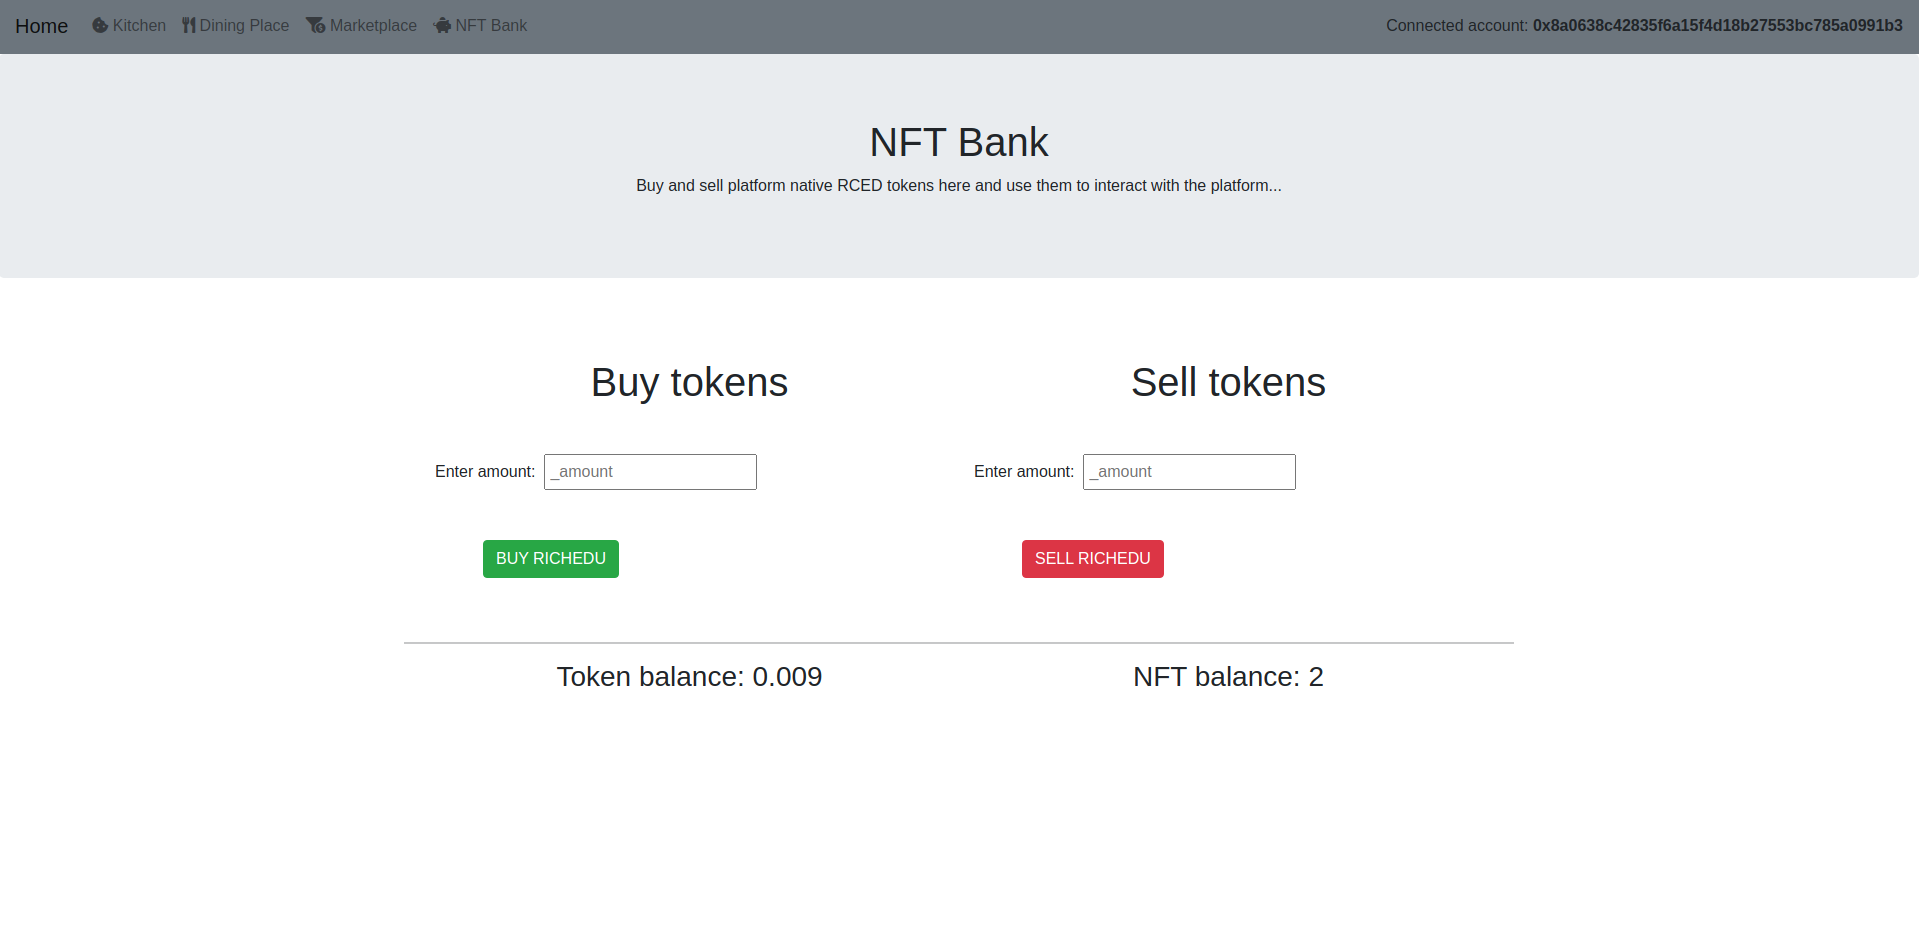 Home Kitchen Dining Place Marketplace NFT Bank Connected account: 0x8a0638c42835f6a15f4d18b27553bc785a0991b3
NFT Bank
Buy and sell platform native RCED tokens here and use them to interact with the platform...
Buy tokens Sell tokens
Enter amount: _amount Enter amount: _amount
BUY RICHEDU SELL RICHEDU
Token balance: 0.009 NFT balance: 2